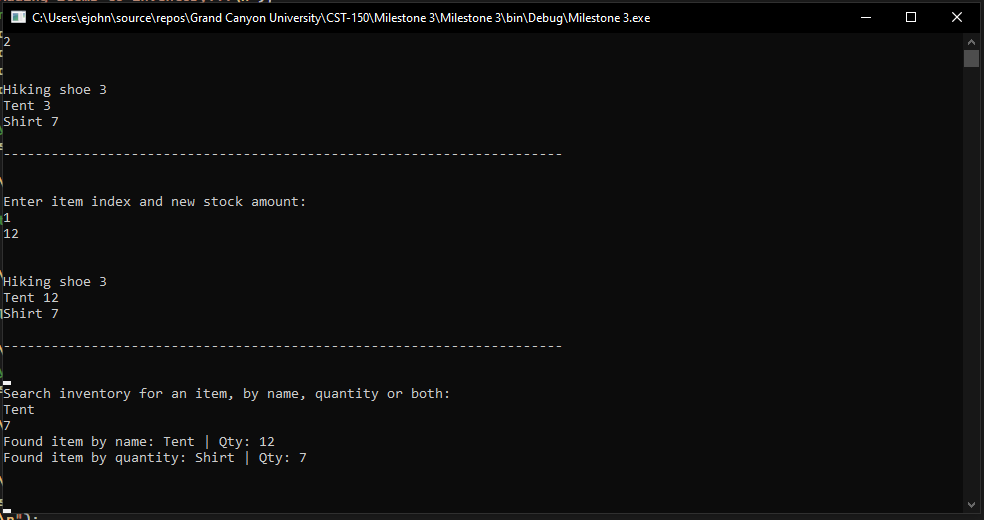 C:\Users\ejohn\source\repos\Grand Canyon University\CST-150\Milestone 3\Milestone 3\bin\Debug\Milestone 3.exe
2
Hiking shoe 3
Tent 3
Shirt 7
----------------------------------------------------------------------
Enter item index and new stock amount:
1
12
Hiking shoe 3
Tent 12
Shirt 7
----------------------------------------------------------------------
Search inventory for an item, by name, quantity or both:
Tent
7
Found item by name: Tent | Qty: 12
Found item by quantity: Shirt | Qty: 7
\n");